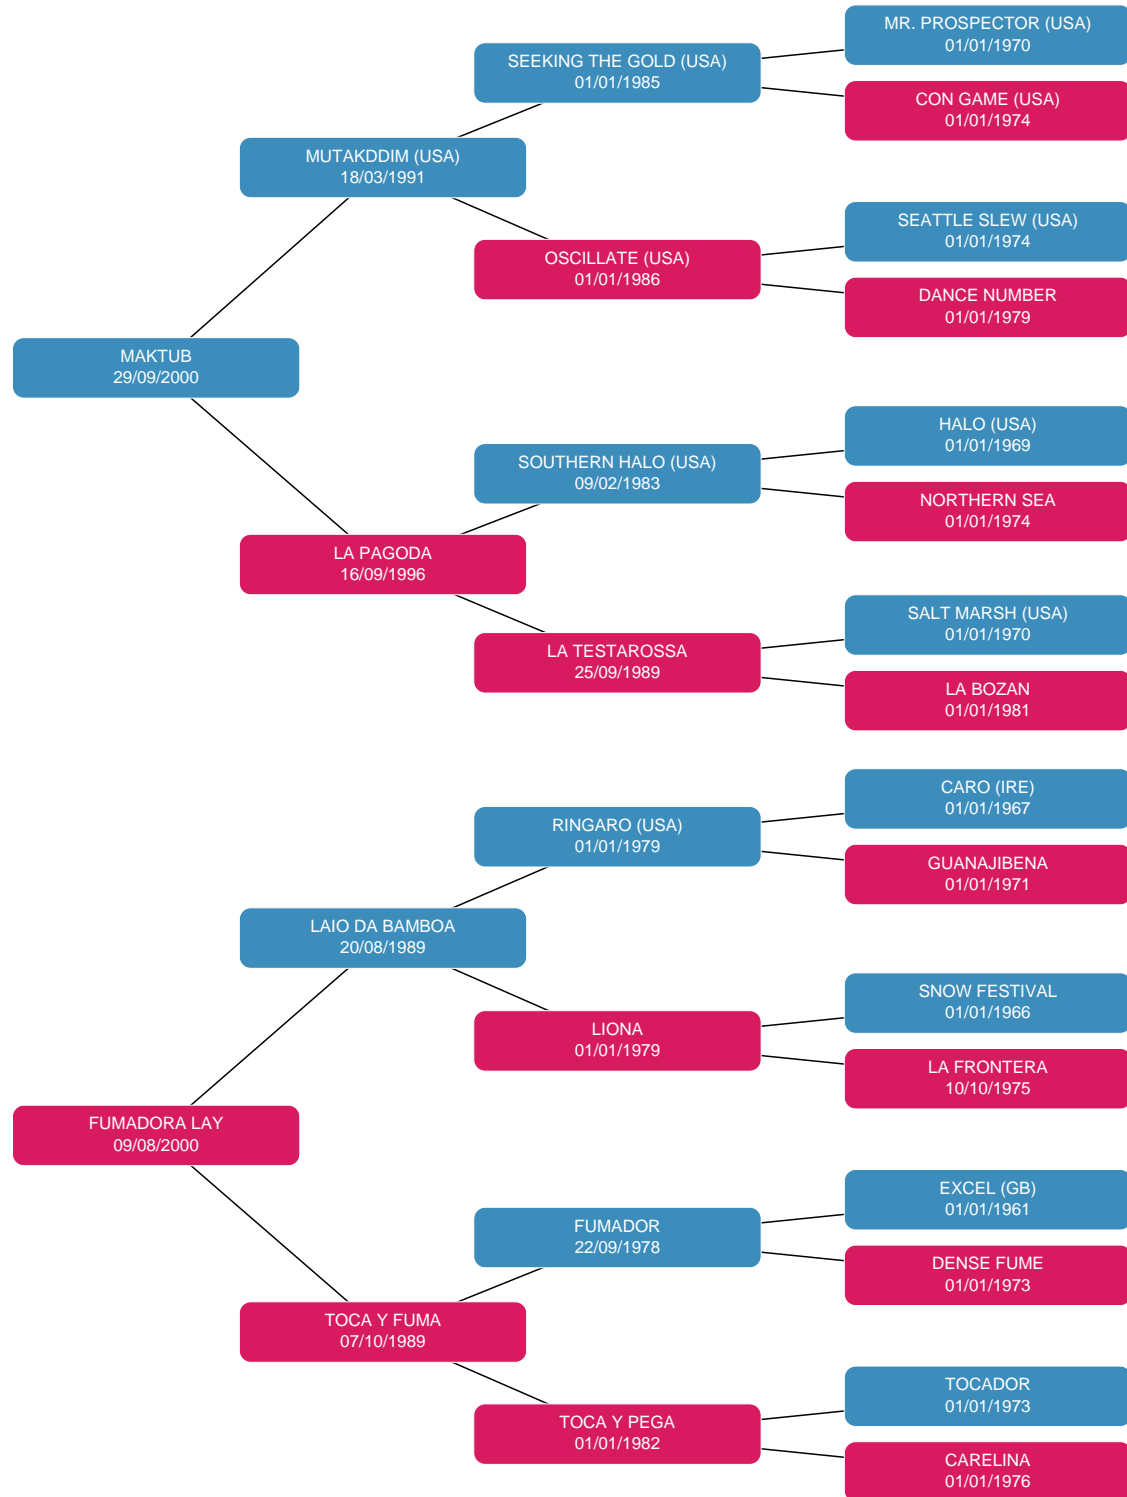 MR. PROSPECTOR (USA)
01/01/1970
SEEKING THE GOLD (USA)
01/01/1985
CON GAME (USA)
01/01/1974
MUTAKDDIM (USA)
18/03/1991
SEATTLE SLEW (USA)
01/01/1974
OSCILLATE (USA)
01/01/1986
DANCE NUMBER
01/01/1979
MAKTUB
29/09/2000
HALO (USA)
01/01/1969
SOUTHERN HALO (USA)
09/02/1983
NORTHERN SEA
01/01/1974
LA PAGODA
16/09/1996
SALT MARSH (USA)
01/01/1970
LA TESTAROSSA
25/09/1989
LA BOZAN
01/01/1981
CARO (IRE)
01/01/1967
RINGARO (USA)
01/01/1979
GUANAJIBENA
01/01/1971
LAIO DA BAMBOA
20/08/1989
SNOW FESTIVAL
01/01/1966
LIONA
01/01/1979
LA FRONTERA
10/10/1975
FUMADORA LAY
09/08/2000
EXCEL (GB)
01/01/1961
FUMADOR
22/09/1978
DENSE FUME
01/01/1973
TOCA Y FUMA
07/10/1989
TOCADOR
01/01/1973
TOCA Y PEGA
01/01/1982
CARELINA
01/01/1976